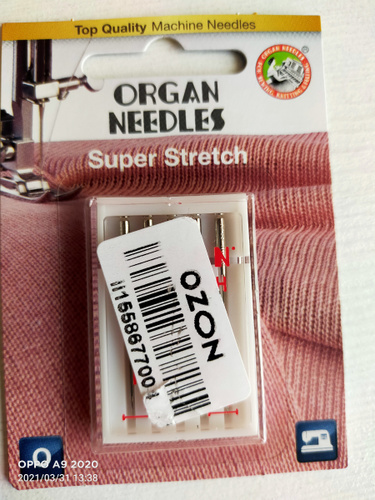 Top Quality Machine Needles
ORGAN
NEEDLES
Super Stretch
N
OZON
O
OPPO A9 2020
2021/03/31 13:38